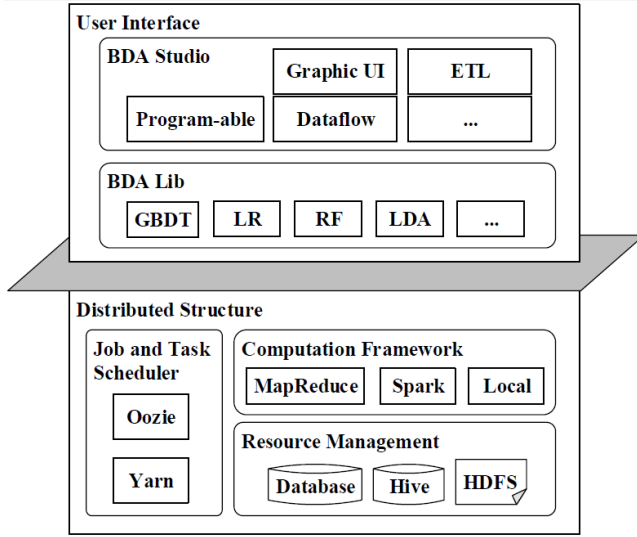 User Interface
BDA Studio
Graphic UI
ETL
Program-able
Dataflow
...
BDA Lib
GBDT
LR
RF
LDA
...
Distributed Structure
Job and Task
Scheduler
Oozie
Yarn
Computation Framework
MapReduce
Spark
Local
Resource Management
Database
Hive
HDFS